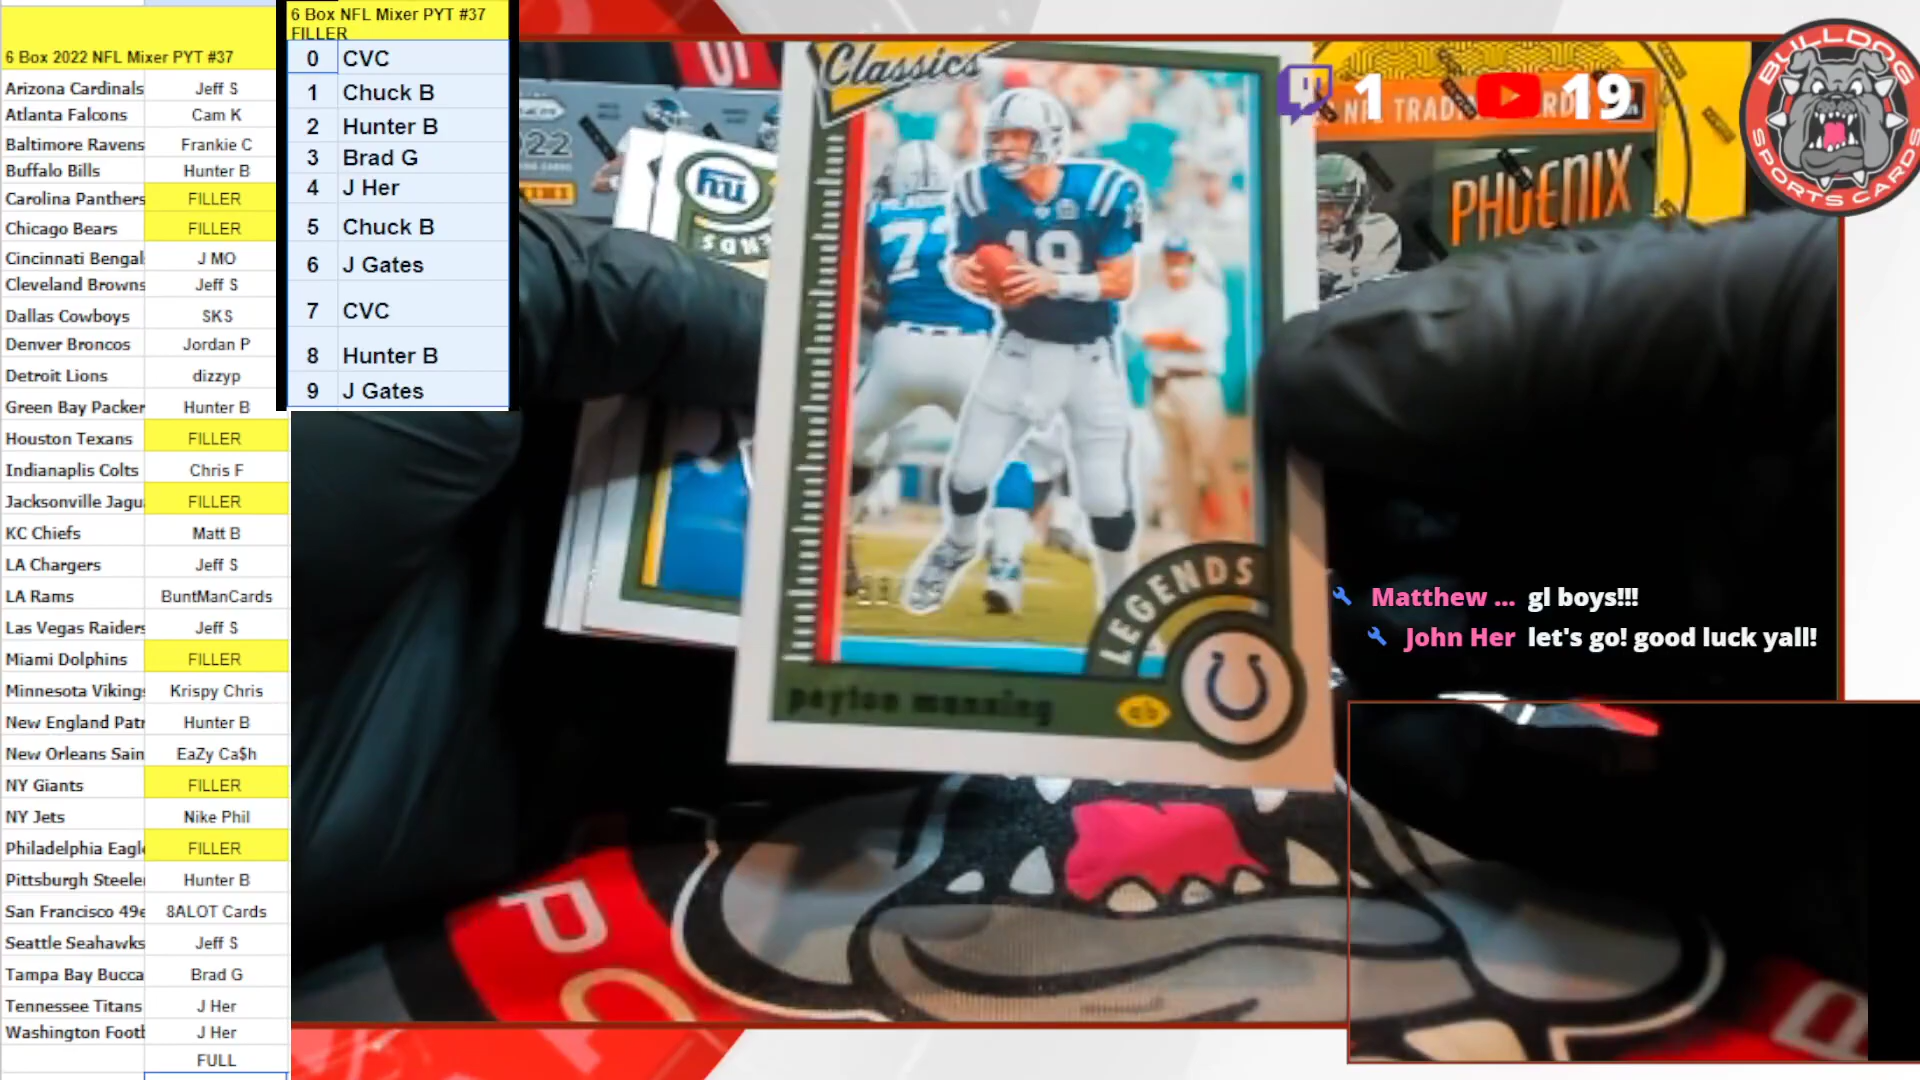 6 Box 2022 NFL Mixer PYT #37
Arizona Cardinals Jeff S
Atlanta Falcons Cam K
Baltimore Ravens Frankie C
Buffalo Bills Hunter B
Carolina Panthers FILLER
Chicago Bears FILLER
Cincinnati Bengal J MO
Cleveland Browns Jeff S
Dallas Cowboys SKS
Denver Broncos Jordan P
Detroit Lions dizzyp
Green Bay Packer Hunter B
Houston Texans FILLER
Indianaplis Colts Chris F
Jacksonville Jagu FILLER
KC Chiefs Matt B
LA Chargers Jeff S
LA Rams BuntManCards
Las Vegas Raiders Jeff S
Miami Dolphins FILLER
Minnesota Vikings Krispy Chris
New England Patr Hunter B
New Orleans Sain EaZy Ca$h
NY Giants FILLER
NY Jets Nike Phil
Philadelphia Eagle FILLER
Pittsburgh Steele Hunter B
San Francisco 49e 8ALOT Cards
Seattle Seahawks Jeff S
Tampa Bay Bucca Brad G
Tennessee Titans J Her
Washington Footb J Her
FULL
6 Box NFL Mixer PYT #37
FILLER
0 CVC
1 Chuck B
2 Hunter B
3 Brad G
4 J Her
5 Chuck B
6 J Gates
7 CVC
8 Hunter B
9 J Gates
Classics
18
LEGENDS
peyton manning
qb
1 19
PHOENIX
BULLDOG
SPORTS CARDS
Matthew ... gl boys!!!
John Her let's go! good luck yall!